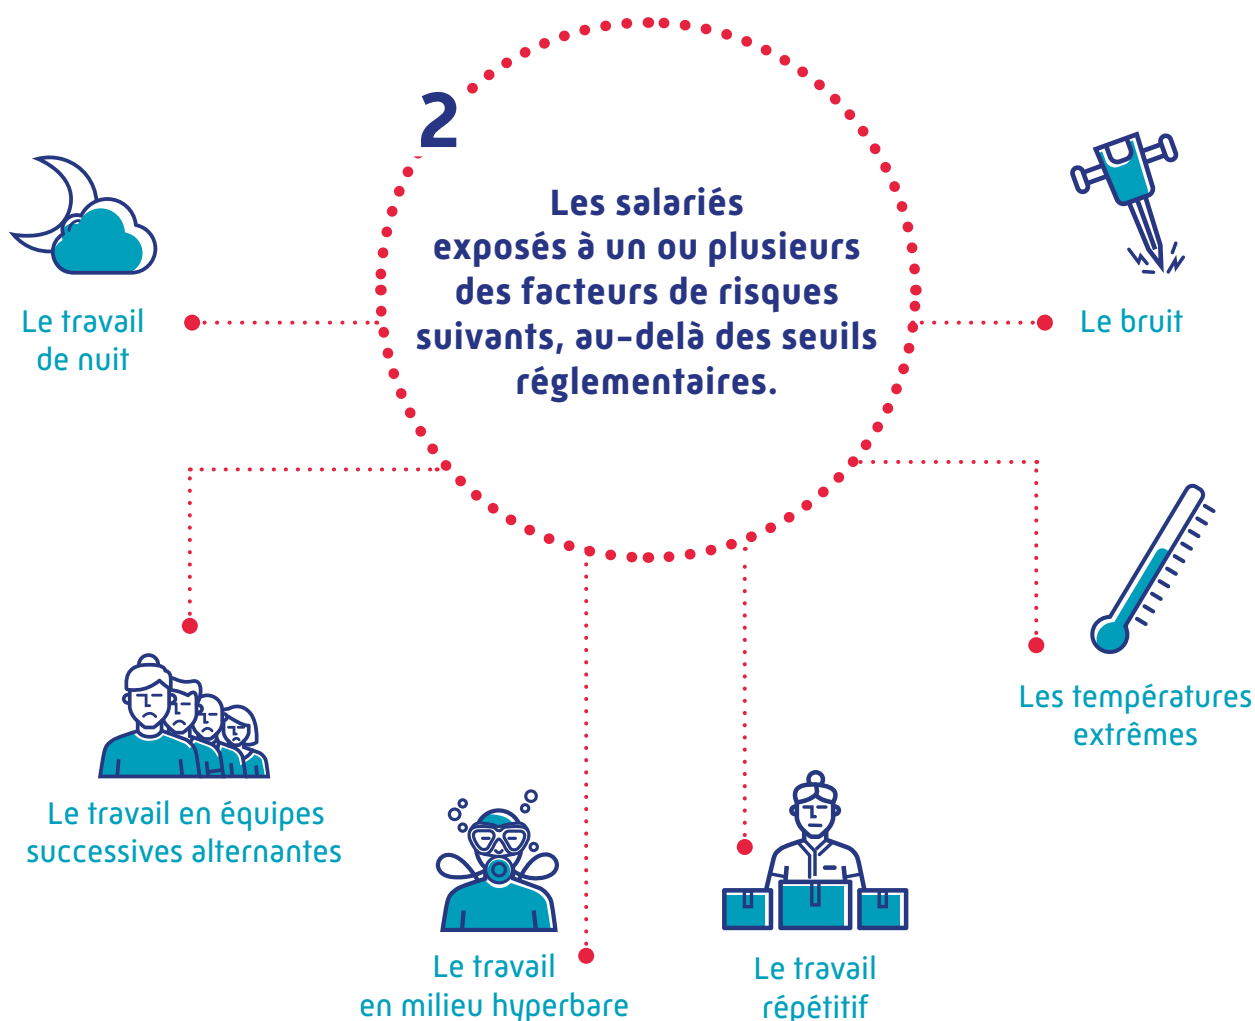 2
Les salariés
exposés à un ou plusieurs
des facteurs de risques
suivants, au-delà des seuils
réglementaires.
Le travail
de nuit
Le bruit
Les températures
extrêmes
Le travail en équipes
successives alternantes
Le travail
en milieu hyperbare
Le travail
répétitif